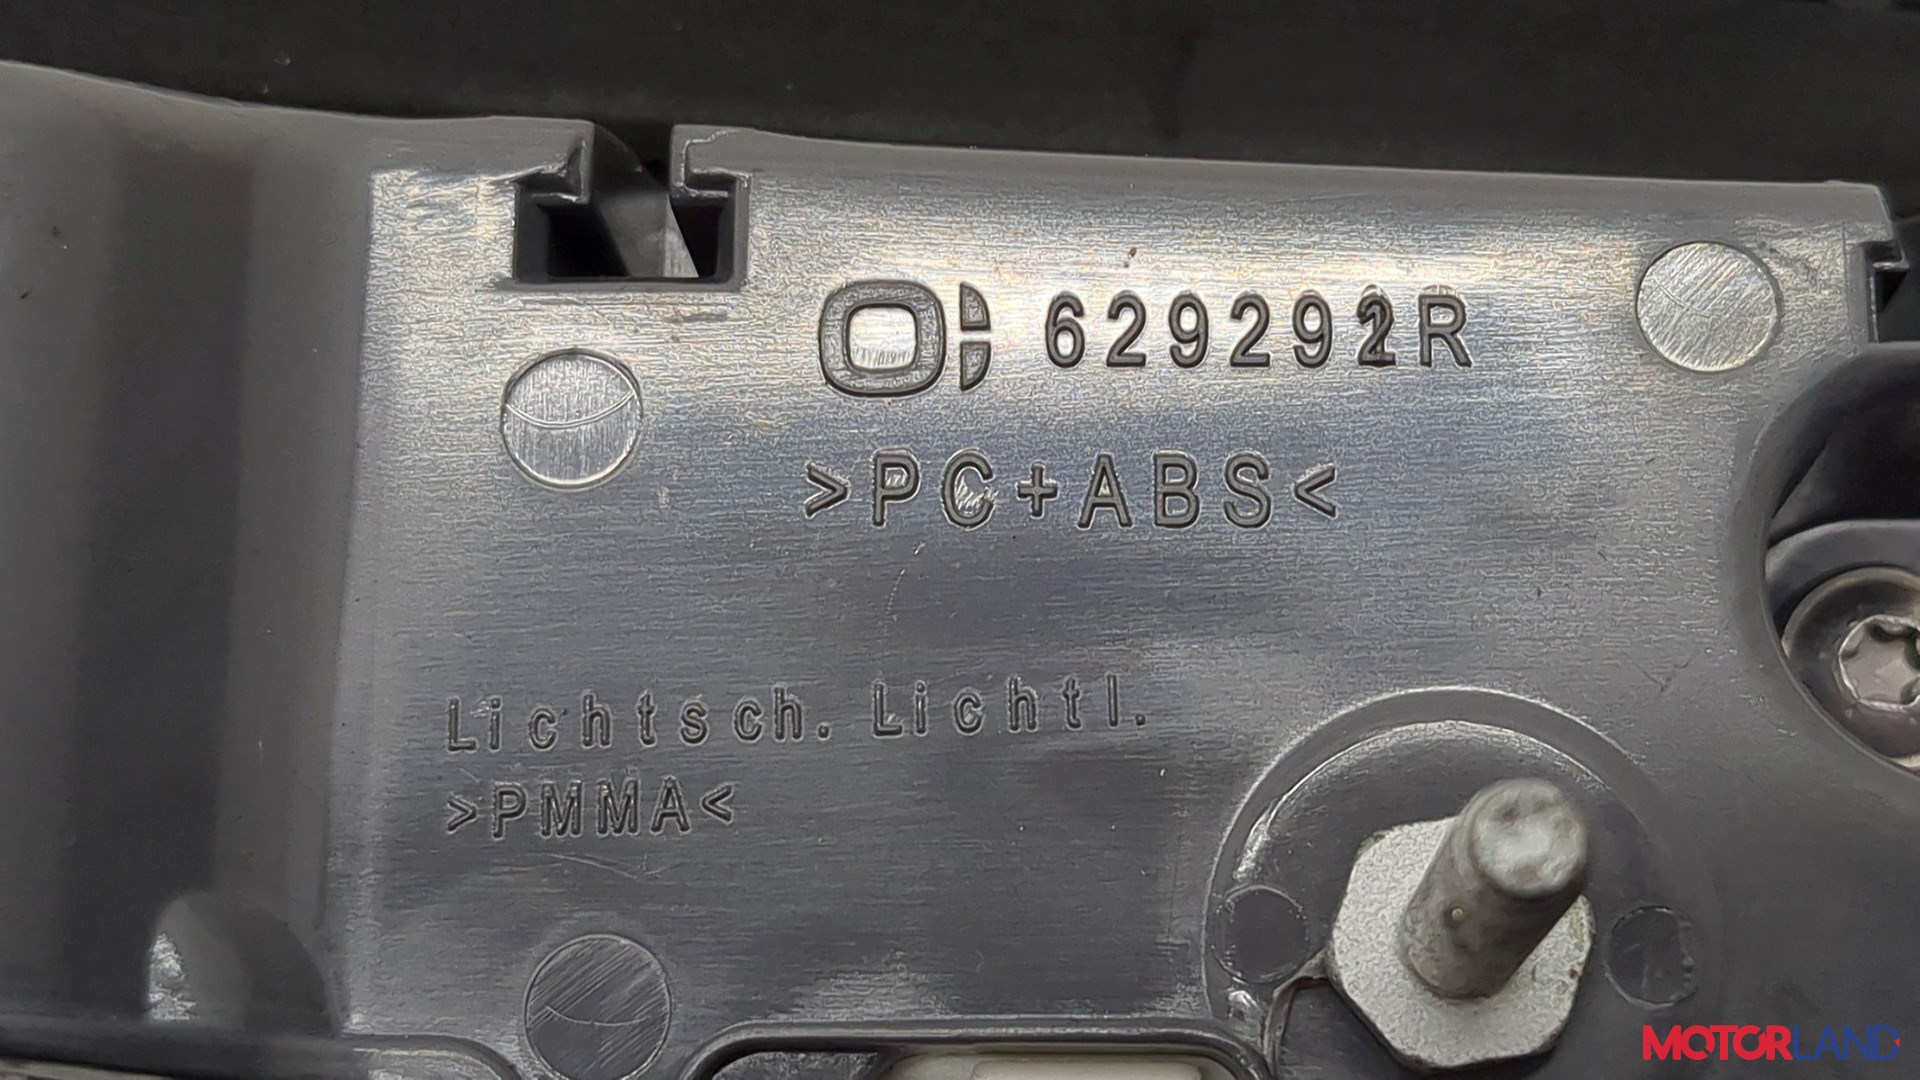 629292R
>PC+ABS<
Lichtsch. Lichtl.
>PMMA<
MOTORLAND